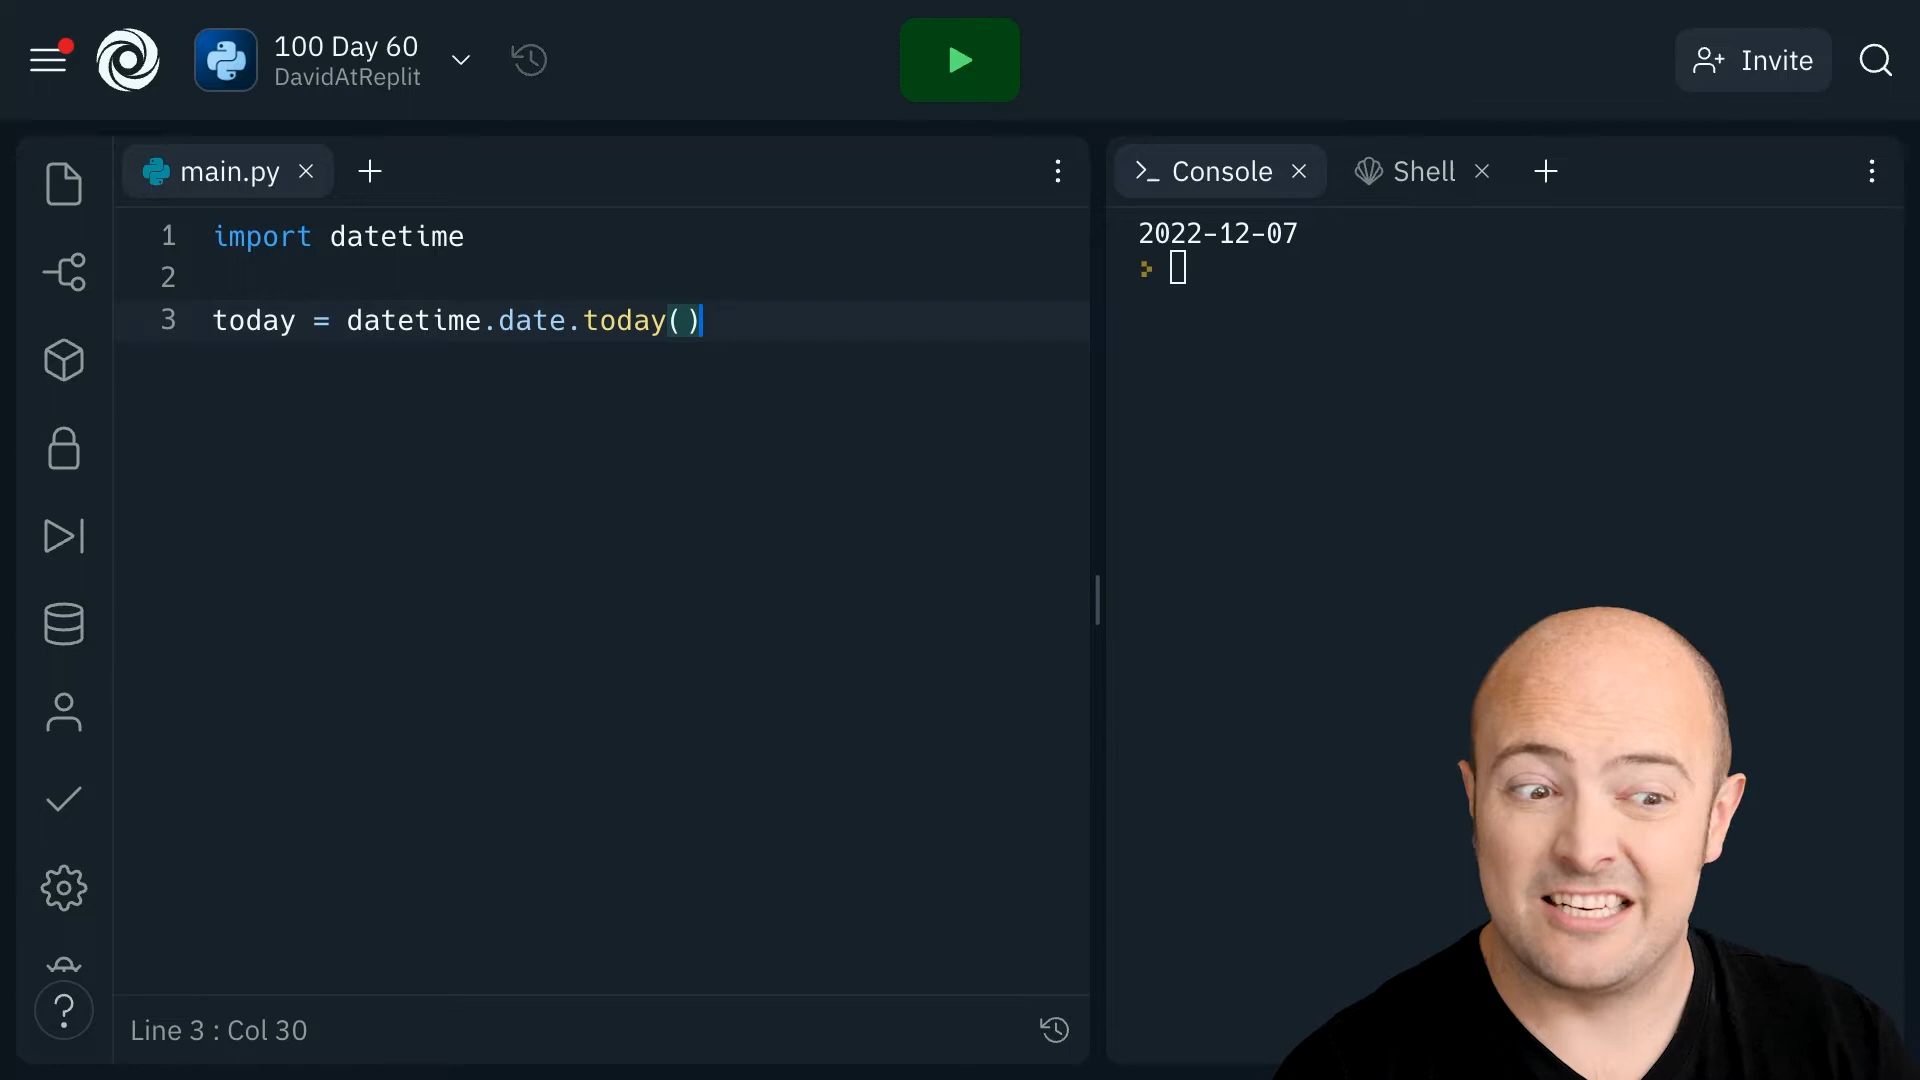 100 Day 60
DavidAtReplit
Invite
main.py
Console
Shell
1 import datetime
2
3 today = datetime.date.today()
2022-12-07
Line 3 : Col 30
?